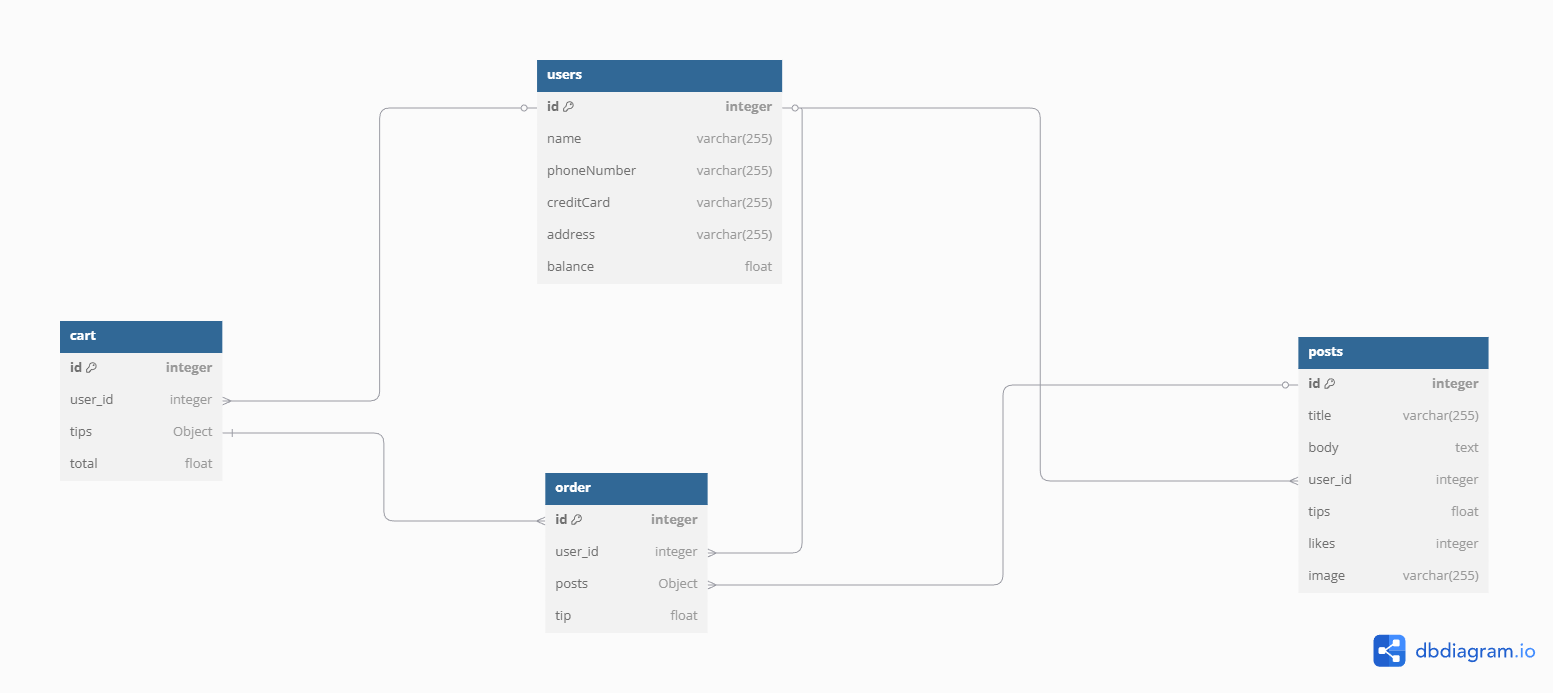 users
id integer
name varchar(255)
phoneNumber varchar(255)
creditCard varchar(255)
address varchar(255)
balance float
cart
id integer
user_id integer
tips Object
total float
order
id integer
user_id integer
posts Object
tip float
posts
id integer
title varchar(255)
body text
user_id integer
tips float
likes integer
image varchar(255)
dbdiagram.io